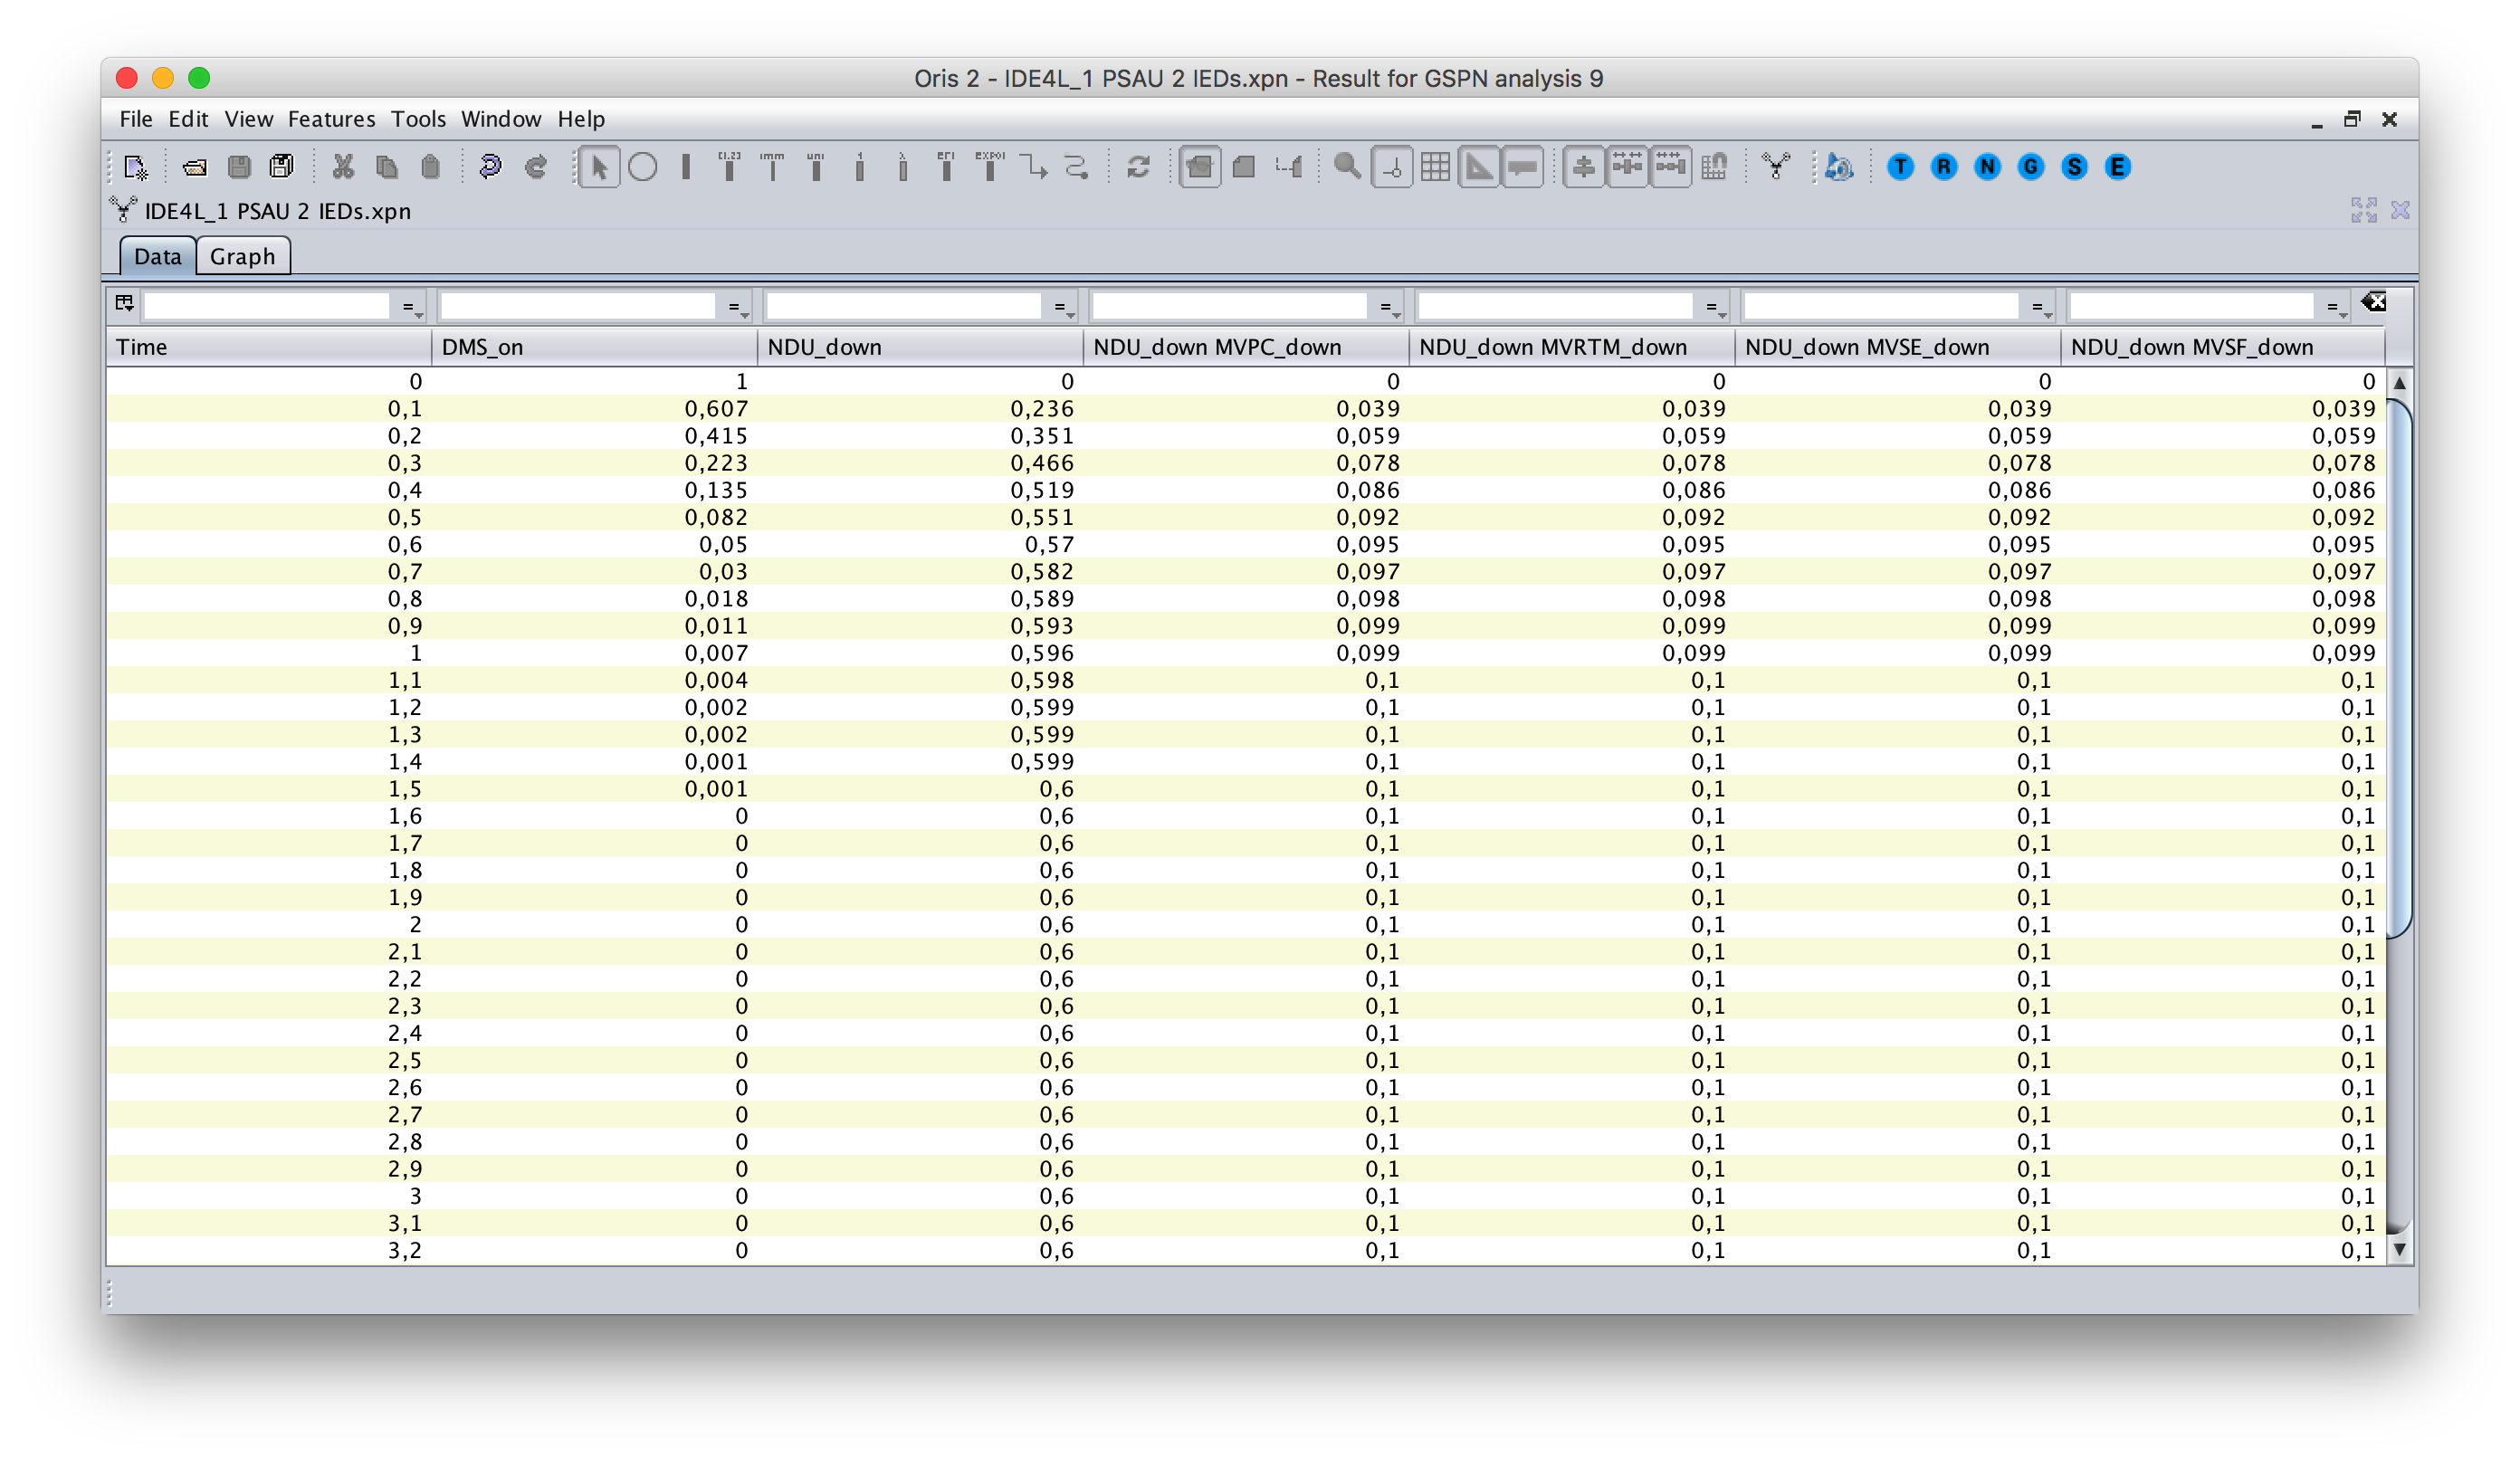 Oris 2 - IDE4L_1 PSAU 2 IEDs.xpn - Result for GSPN analysis 9
File Edit View Features Tools Window Help
[1,2] imm uni 1 λ EXPOl T R N G S E
IDE4L_1 PSAU 2 IEDs.xpn
Data Graph
= = = = = = =
Time DMS_on NDU_down NDU_down MVPC_down NDU_down MVRTM_down NDU_down MVSE_down NDU_down MVSF_down
0 1 0 0 0 0 0
0,1 0,607 0,236 0,039 0,039 0,039 0,039
0,2 0,415 0,351 0,059 0,059 0,059 0,059
0,3 0,223 0,466 0,078 0,078 0,078 0,078
0,4 0,135 0,519 0,086 0,086 0,086 0,086
0,5 0,082 0,551 0,092 0,092 0,092 0,092
0,6 0,05 0,57 0,095 0,095 0,095 0,095
0,7 0,03 0,582 0,097 0,097 0,097 0,097
0,8 0,018 0,589 0,098 0,098 0,098 0,098
0,9 0,011 0,593 0,099 0,099 0,099 0,099
1 0,007 0,596 0,099 0,099 0,099 0,099
1,1 0,004 0,598 0,1 0,1 0,1 0,1
1,2 0,002 0,599 0,1 0,1 0,1 0,1
1,3 0,002 0,599 0,1 0,1 0,1 0,1
1,4 0,001 0,599 0,1 0,1 0,1 0,1
1,5 0,001 0,6 0,1 0,1 0,1 0,1
1,6 0 0,6 0,1 0,1 0,1 0,1
1,7 0 0,6 0,1 0,1 0,1 0,1
1,8 0 0,6 0,1 0,1 0,1 0,1
1,9 0 0,6 0,1 0,1 0,1 0,1
2 0 0,6 0,1 0,1 0,1 0,1
2,1 0 0,6 0,1 0,1 0,1 0,1
2,2 0 0,6 0,1 0,1 0,1 0,1
2,3 0 0,6 0,1 0,1 0,1 0,1
2,4 0 0,6 0,1 0,1 0,1 0,1
2,5 0 0,6 0,1 0,1 0,1 0,1
2,6 0 0,6 0,1 0,1 0,1 0,1
2,7 0 0,6 0,1 0,1 0,1 0,1
2,8 0 0,6 0,1 0,1 0,1 0,1
2,9 0 0,6 0,1 0,1 0,1 0,1
3 0 0,6 0,1 0,1 0,1 0,1
3,1 0 0,6 0,1 0,1 0,1 0,1
3,2 0 0,6 0,1 0,1 0,1 0,1